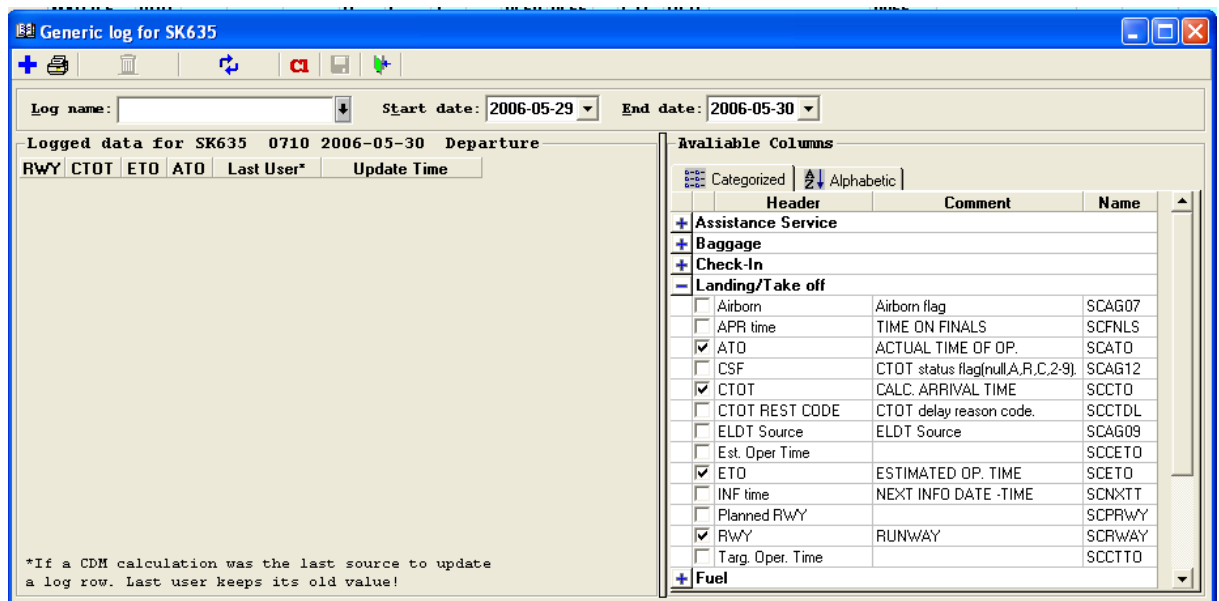 Generic log for SK635
C1
Log name: Start date: 2006-05-29 End date: 2006-05-30
Logged data for SK635 0710 2006-05-30 Departure
RWY CTOT ETO ATO Last User* Update Time
*If a CDM calculation was the last source to update
a log row. Last user keeps its old value!
Avaliable Columns
Categorized A Z Alphabetic
Header Comment Name
Assistance Service
Baggage
Check-In
Landing/Take off
Airborn Airborn flag SCAG07
APR time TIME ON FINALS SCFNLS
ATO ACTUAL TIME OF OP. SCATO
CSF CTOT status flag(null,A,R,C,2-9). SCAG12
CTOT CALC. ARRIVAL TIME SCCTO
CTOT REST CODE CTOT delay reason code. SCCTDL
ELDT Source ELDT Source SCAG09
Est. Oper Time SCCETO
ETO ESTIMATED OP. TIME SCETO
INF time NEXT INFO DATE -TIME SCNXTT
Planned RWY SCPRWY
RWY RUNWAY SCRWAY
Targ. Oper. Time SCCTTO
Fuel